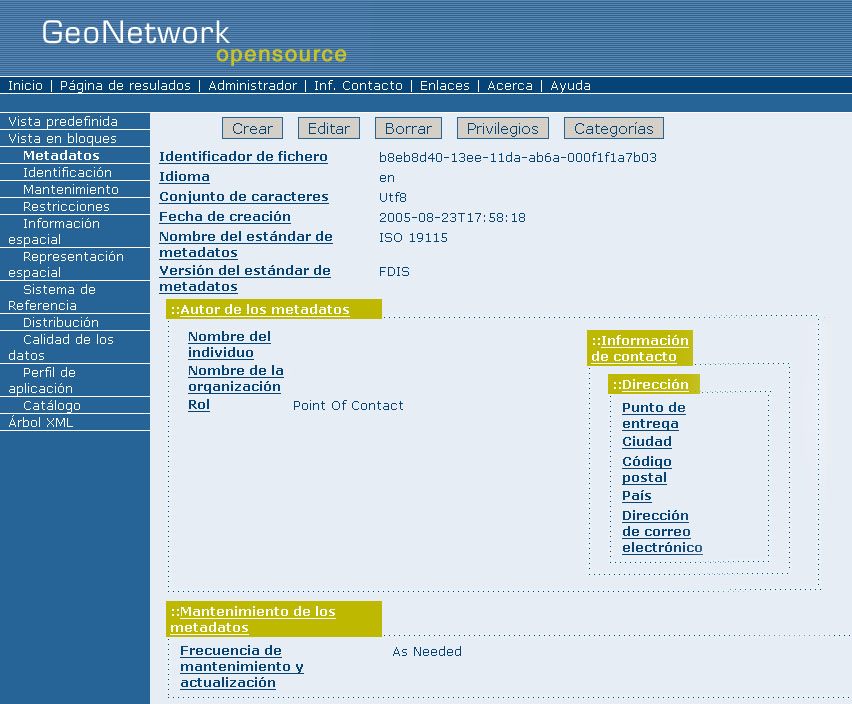 GeoNetwork
opensource
Inicio | Página de resulados | Administrador | Inf. Contacto | Enlaces | Acerca | Ayuda
Vista predefinida
Vista en bloques
Metadatos
Identificación
Mantenimiento
Restricciones
Información
espacial
Representación
espacial
Sistema de
Referencia
Distribución
Calidad de los
datos
Perfil de
aplicación
Catálogo
Árbol XML
Crear Editar Borrar Privilegios Categorías
Identificador de fichero b8eb8d40-13ee-11da-ab6a-000f1f1a7b03
Idioma en
Conjunto de caracteres Utf8
Fecha de creación 2005-08-23T17:58:18
Nombre del estándar de ISO 19115
metadatos
Versión del estándar de FDIS
metadatos
::Autor de los metadatos
Nombre del
individuo
Nombre de la
organización
Rol Point Of Contact
::Información
de contacto
::Dirección
Punto de
entrega
Ciudad
Código
postal
País
Dirección
de correo
electrónico
::Mantenimiento de los
metadatos
Frecuencia de As Needed
mantenimiento y
actualización